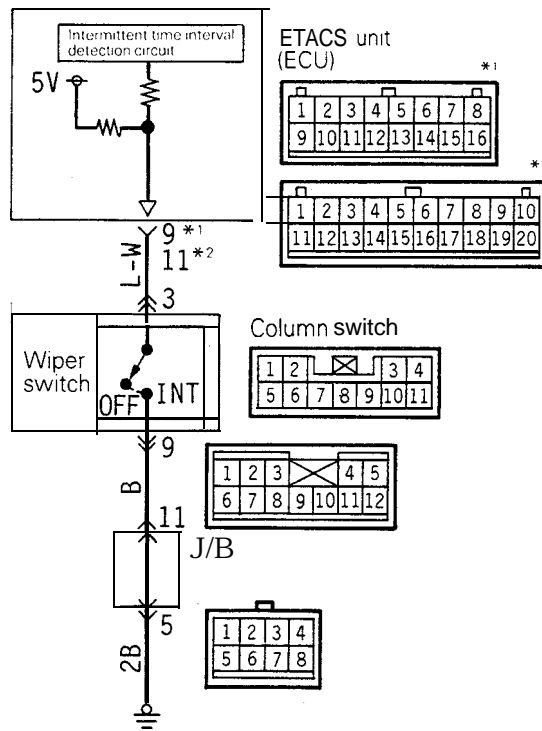 Intermittent time interval
detection circuit
5V
ETACS unit
(ECU)
*1
1 2 3 4 5 6 7 8
9 10 11 12 13 14 15 16
*
1 2 3 4 5 6 7 8 9 10
11 12 13 14 15 16 17 18 19 20
9 *1
11 *2
L-W
3
Wiper
switch
OFF
INT
Column switch
1 2 3 4
5 6 7 8 9 10 11
9
B
1 2 3 4 5
6 7 8 9 10 11 12
11
J/B
5
2B
1 2 3 4
5 6 7 8